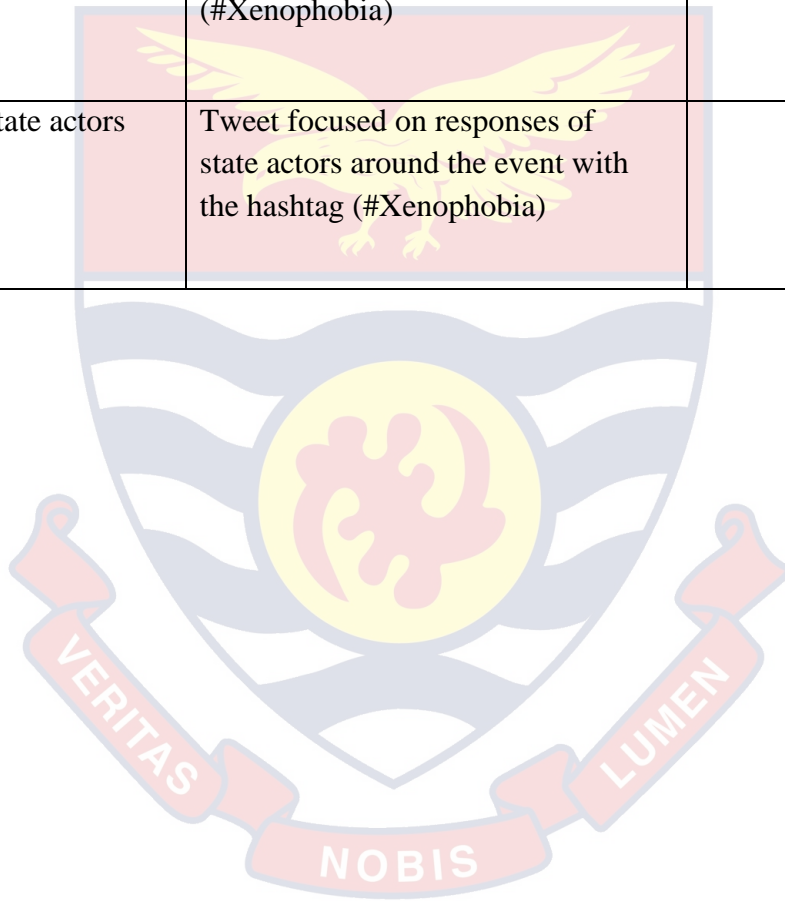 (#Xenophobia)
tate actors
Tweet focused on responses of
state actors around the event with
the hashtag (#Xenophobia)
VERITAS
NOBIS
LUMEN